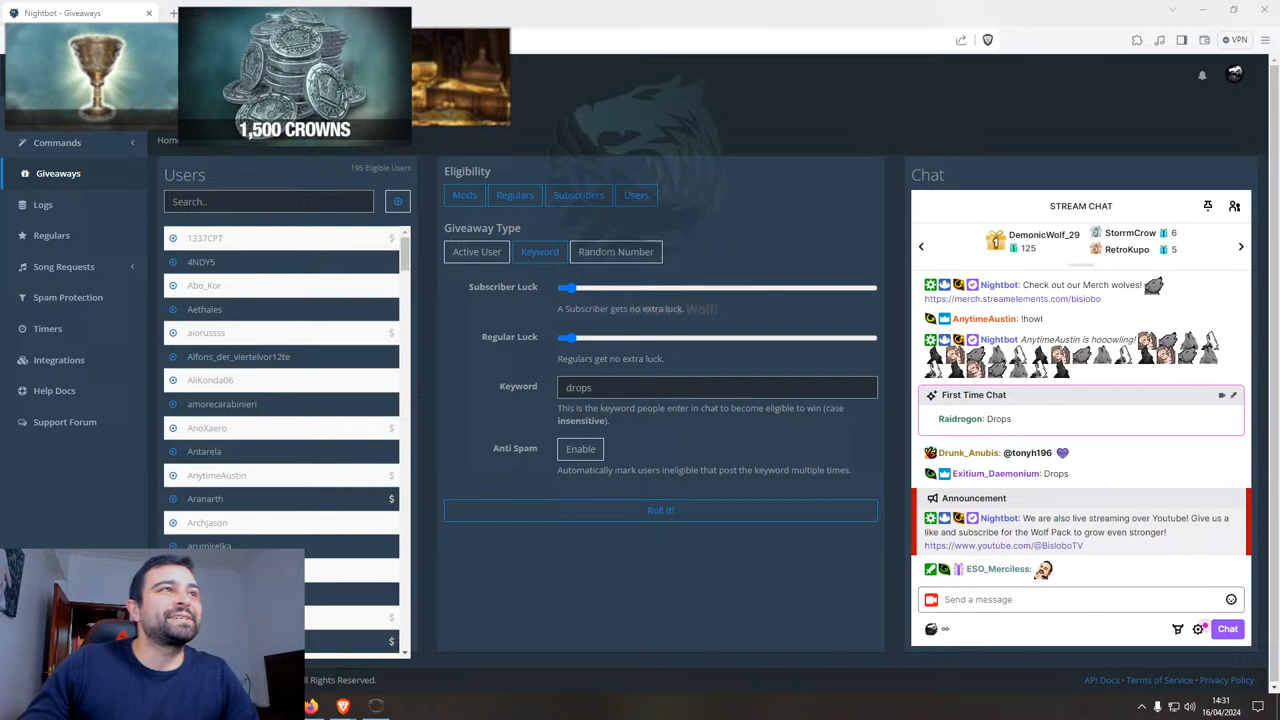 Nightbot - Giveaways
VPN
1,500 CROWNS
Commands
Home
Giveaways
Logs
Regulars
Song Requests
Spam Protection
Timers
Integrations
Help Docs
Support Forum
Users
195 Eligible Users
Search..
1337CPT $
4NDY5
Abo_Kor
Aethales
aiorussss $
Alfons_der_viertelvor12te
AliKonda06
amorecarabinieri
AnoXaero $
Antarela
AnytimeAustin $
Aranarth $
Archjason
arumirelka
$
$
Eligibility
Mods Regulars Subscribers Users
Giveaway Type
Active User Keyword Random Number
Subscriber Luck
A Subscriber gets no extra luck.
Wolf!
Regular Luck
Regulars get no extra luck.
Keyword drops
This is the keyword people enter in chat to become eligible to win (case
insensitive).
Anti Spam Enable
Automatically mark users ineligible that post the keyword multiple times.
Roll It!
Chat
STREAM CHAT
DemonicWolf_29
125
StorrmCrow 6
RetroKupo 5
Nightbot: Check out our Merch wolves!
https://merch.streamelements.com/bisiobo
AnytimeAustin: !howl
Nightbot AnytimeAustin is hooowling!
First Time Chat
Raidrogon: Drops
Drunk_Anubis: @tonyh196
Exitium_Daemonium: Drops
Announcement
Nightbot: We are also live streaming over Youtube! Give us a
like and subscribe for the Wolf Pack to grow even stronger!
https://www.youtube.com/@BisloboTV
ESO_Merciless:
Send a message
∞
Chat
ll Rights Reserved.
API Docs • Terms of Service • Privacy Policy
14:31
16/04/2024